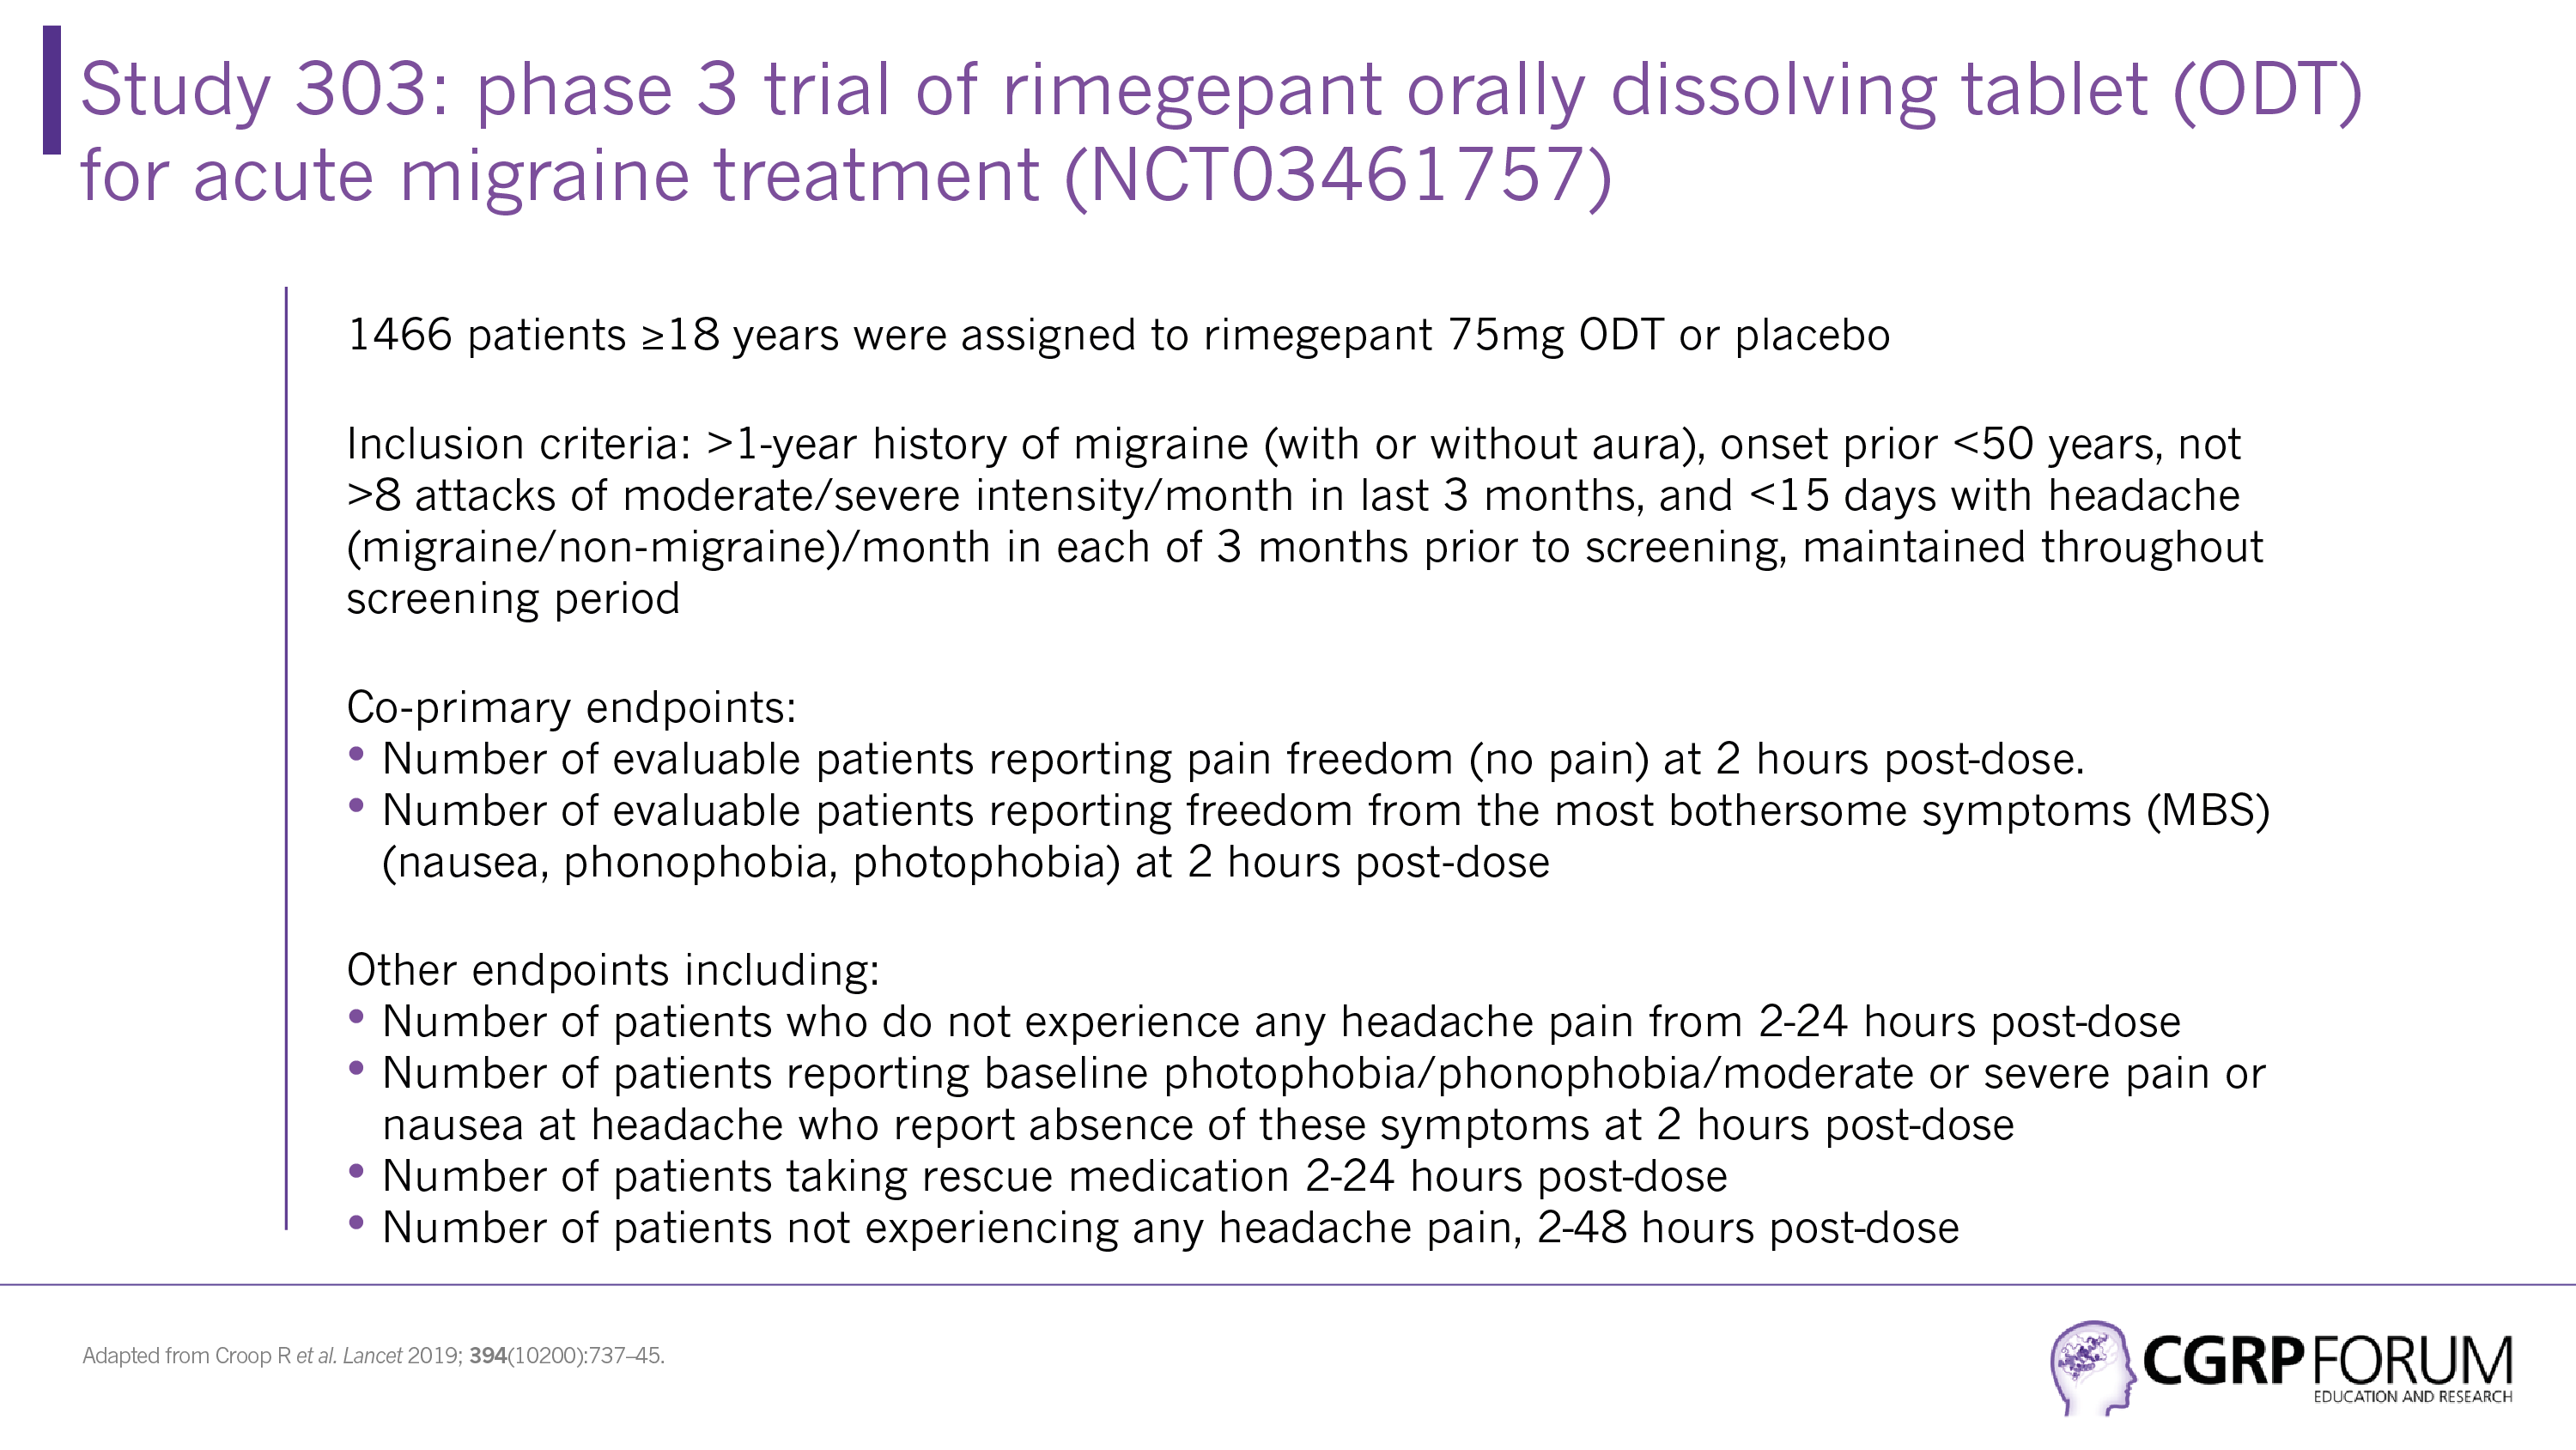 Study 303: phase 3 trial of rimegepant orally dissolving tablet (ODT)
for acute migraine treatment (NCT03461757)
1466 patients ≥18 years were assigned to rimegepant 75mg ODT or placebo
Inclusion criteria: >1-year history of migraine (with or without aura), onset prior <50 years, not
>8 attacks of moderate/severe intensity/month in last 3 months, and <15 days with headache
(migraine/non-migraine)/month in each of 3 months prior to screening, maintained throughout
screening period
Co-primary endpoints:
• Number of evaluable patients reporting pain freedom (no pain) at 2 hours post-dose.
• Number of evaluable patients reporting freedom from the most bothersome symptoms (MBS)
(nausea, phonophobia, photophobia) at 2 hours post-dose
Other endpoints including:
• Number of patients who do not experience any headache pain from 2-24 hours post-dose
• Number of patients reporting baseline photophobia/phonophobia/moderate or severe pain or
nausea at headache who report absence of these symptoms at 2 hours post-dose
• Number of patients taking rescue medication 2-24 hours post-dose
• Number of patients not experiencing any headache pain, 2-48 hours post-dose
Adapted from Croop R et al. Lancet 2019; 394(10200):737–45.
CGRP FORUM
EDUCATION AND RESEARCH